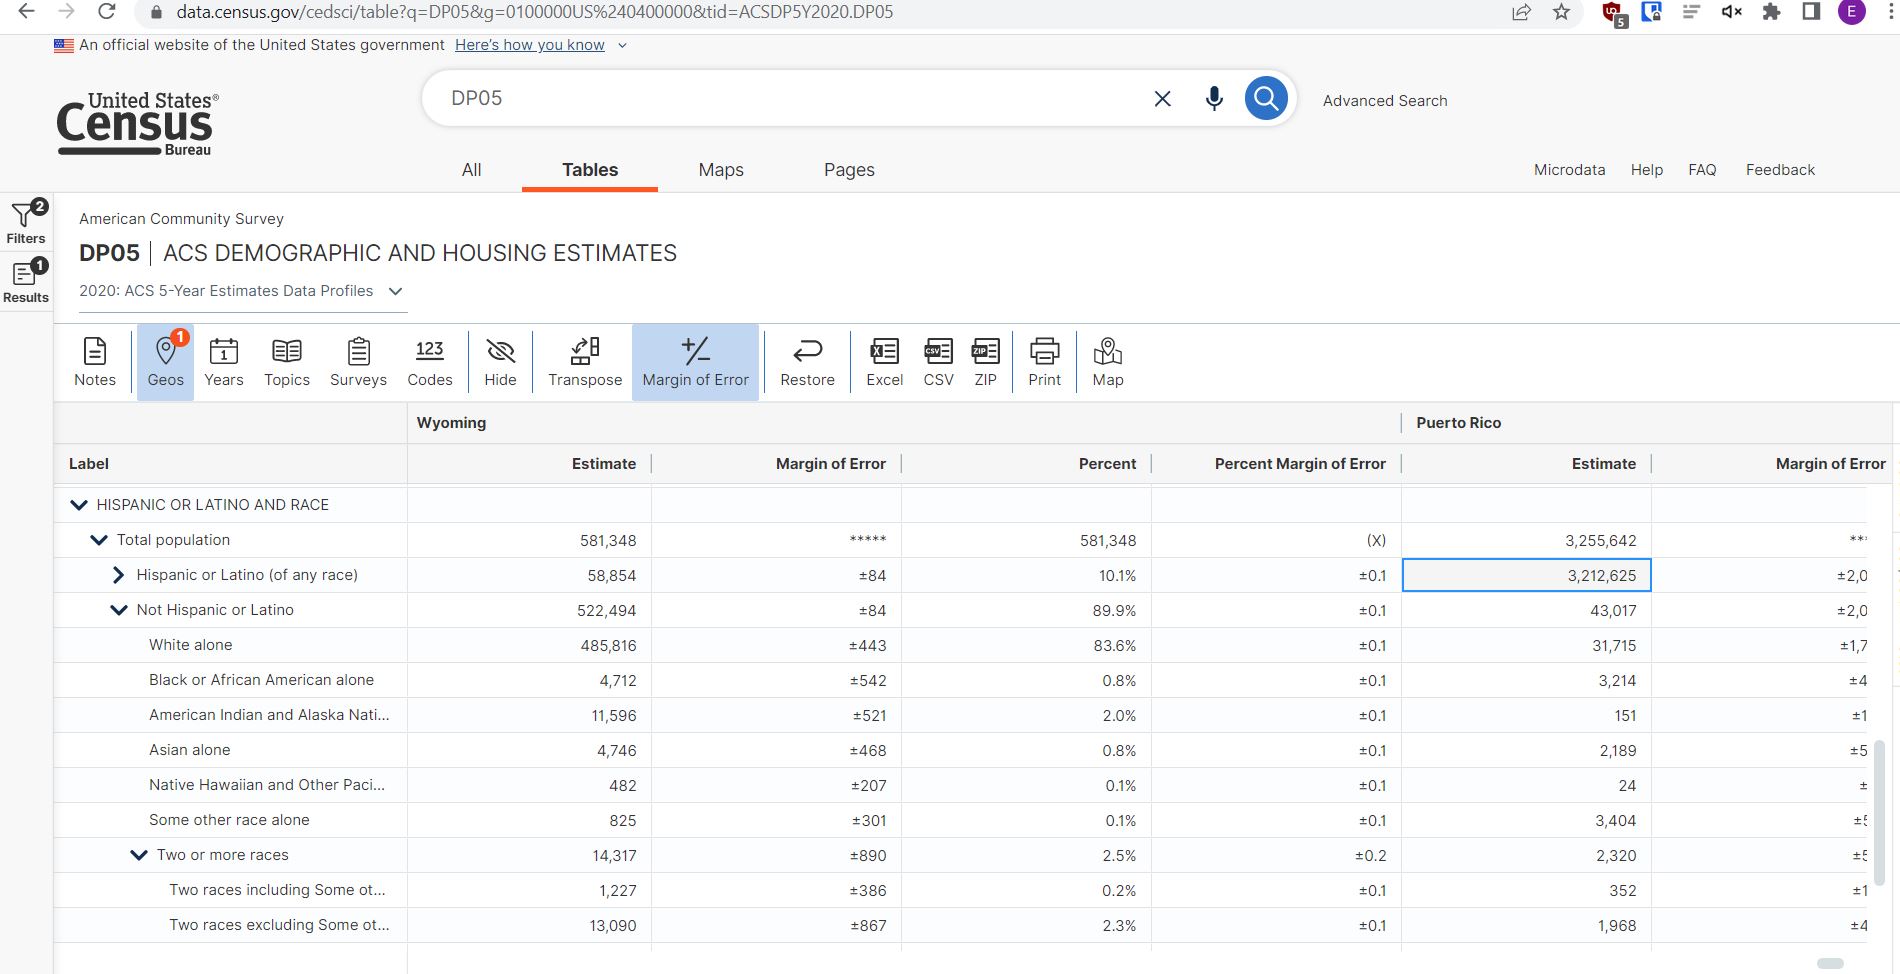 data.census.gov/cedsci/table?q=DP05&g=0100000US%240400000&tid=ACSDP5Y2020.DP05
5
E
An official website of the United States government Here's how you know
United States®
Census
Bureau
DP05
Advanced Search
All Tables Maps Pages
Microdata Help FAQ Feedback
2
Filters
1
Results
American Community Survey
DP05 | ACS DEMOGRAPHIC AND HOUSING ESTIMATES
2020: ACS 5-Year Estimates Data Profiles
1 1 123 +/- X CSV ZIP
Notes Geos Years Topics Surveys Codes Hide Transpose Margin of Error Restore Excel CSV ZIP Print Map
Wyoming Puerto Rico
Label Estimate Margin of Error Percent Percent Margin of Error Estimate Margin of Error
HISPANIC OR LATINO AND RACE
Total population 581,348 ***** 581,348 (X) 3,255,642 **
Hispanic or Latino (of any race) 58,854 ±84 10.1% ±0.1 3,212,625 ±2,0
Not Hispanic or Latino 522,494 ±84 89.9% ±0.1 43,017 ±2,0
White alone 485,816 ±443 83.6% ±0.1 31,715 ±1,7
Black or African American alone 4,712 ±542 0.8% ±0.1 3,214 ±4
American Indian and Alaska Nati... 11,596 ±521 2.0% ±0.1 151 ±1
Asian alone 4,746 ±468 0.8% ±0.1 2,189 ±5
Native Hawaiian and Other Paci... 482 ±207 0.1% ±0.1 24 ±
Some other race alone 825 ±301 0.1% ±0.1 3,404 ±5
Two or more races 14,317 ±890 2.5% ±0.2 2,320 ±5
Two races including Some ot... 1,227 ±386 0.2% ±0.1 352 ±1
Two races excluding Some ot... 13,090 ±867 2.3% ±0.1 1,968 ±4